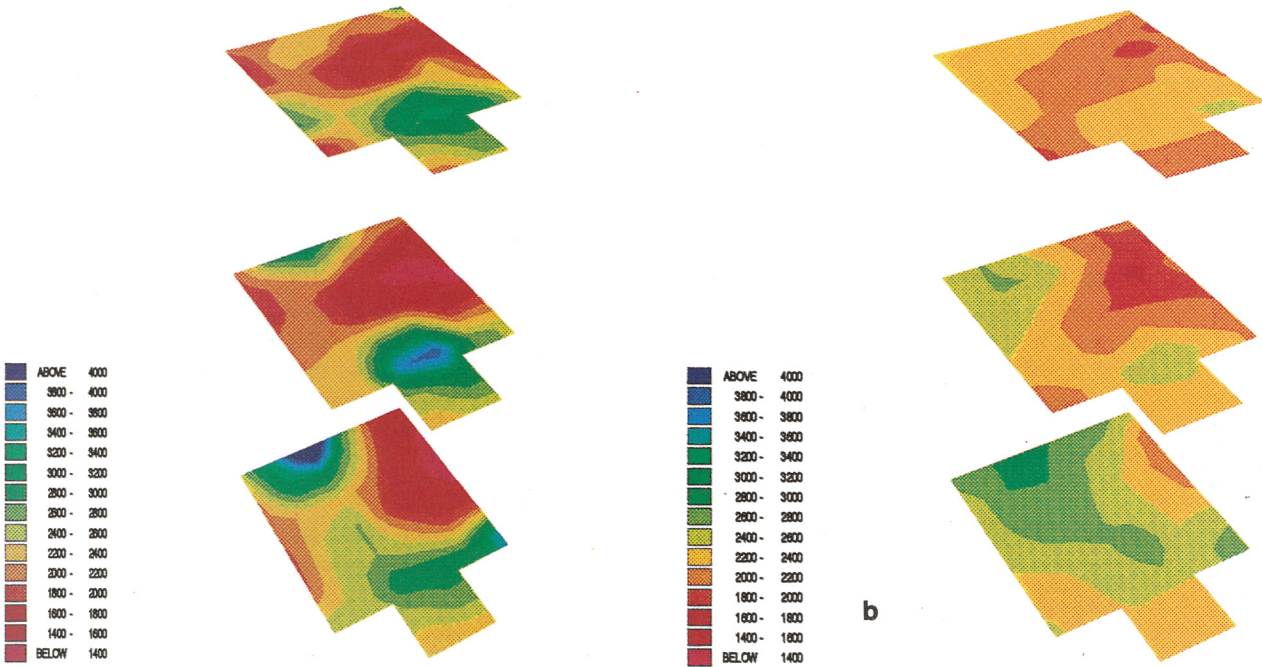 ABOVE 4000
3800 - 4000
3600 - 3800
3400 - 3600
3200 - 3400
3000 - 3200
2800 - 3000
2600 - 2800
2400 - 2600
2200 - 2400
2000 - 2200
1800 - 2000
1600 - 1800
1400 - 1600
BELOW 1400
ABOVE 4000
3800 - 4000
3600 - 3800
3400 - 3600
3200 - 3400
3000 - 3200
2800 - 3000
2600 - 2800
2400 - 2600
2200 - 2400
2000 - 2200
1800 - 2000
1600 - 1800
1400 - 1600
BELOW 1400
b